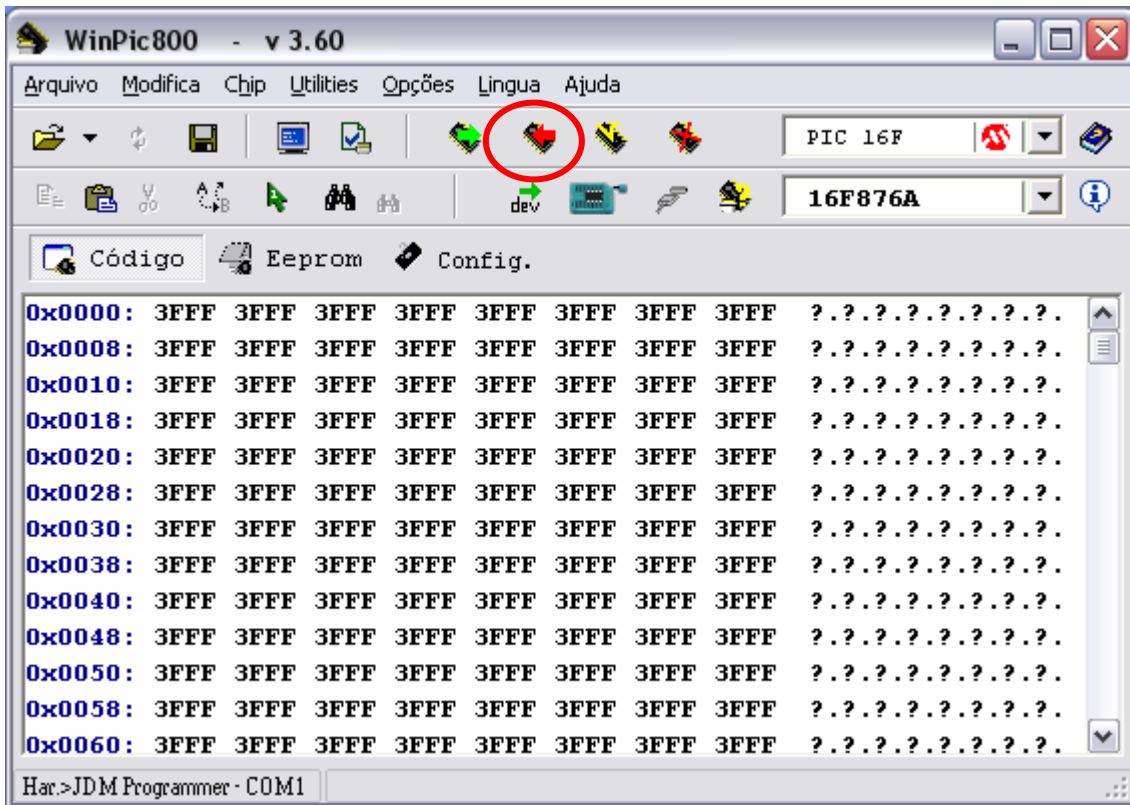 WinPic800 - v 3.60
Arquivo Modifica Chip Utilities Opções Lingua Ajuda
PIC 16F
A B dev 16F876A
Código Eeprom Config.
0x0000: 3FFF 3FFF 3FFF 3FFF 3FFF 3FFF 3FFF 3FFF ?.?.?.?.?.?.?.?.
0x0008: 3FFF 3FFF 3FFF 3FFF 3FFF 3FFF 3FFF 3FFF ?.?.?.?.?.?.?.?.
0x0010: 3FFF 3FFF 3FFF 3FFF 3FFF 3FFF 3FFF 3FFF ?.?.?.?.?.?.?.?.
0x0018: 3FFF 3FFF 3FFF 3FFF 3FFF 3FFF 3FFF 3FFF ?.?.?.?.?.?.?.?.
0x0020: 3FFF 3FFF 3FFF 3FFF 3FFF 3FFF 3FFF 3FFF ?.?.?.?.?.?.?.?.
0x0028: 3FFF 3FFF 3FFF 3FFF 3FFF 3FFF 3FFF 3FFF ?.?.?.?.?.?.?.?.
0x0030: 3FFF 3FFF 3FFF 3FFF 3FFF 3FFF 3FFF 3FFF ?.?.?.?.?.?.?.?.
0x0038: 3FFF 3FFF 3FFF 3FFF 3FFF 3FFF 3FFF 3FFF ?.?.?.?.?.?.?.?.
0x0040: 3FFF 3FFF 3FFF 3FFF 3FFF 3FFF 3FFF 3FFF ?.?.?.?.?.?.?.?.
0x0048: 3FFF 3FFF 3FFF 3FFF 3FFF 3FFF 3FFF 3FFF ?.?.?.?.?.?.?.?.
0x0050: 3FFF 3FFF 3FFF 3FFF 3FFF 3FFF 3FFF 3FFF ?.?.?.?.?.?.?.?.
0x0058: 3FFF 3FFF 3FFF 3FFF 3FFF 3FFF 3FFF 3FFF ?.?.?.?.?.?.?.?.
0x0060: 3FFF 3FFF 3FFF 3FFF 3FFF 3FFF 3FFF 3FFF ?.?.?.?.?.?.?.?.
Har.>JDM Programmer - COM1